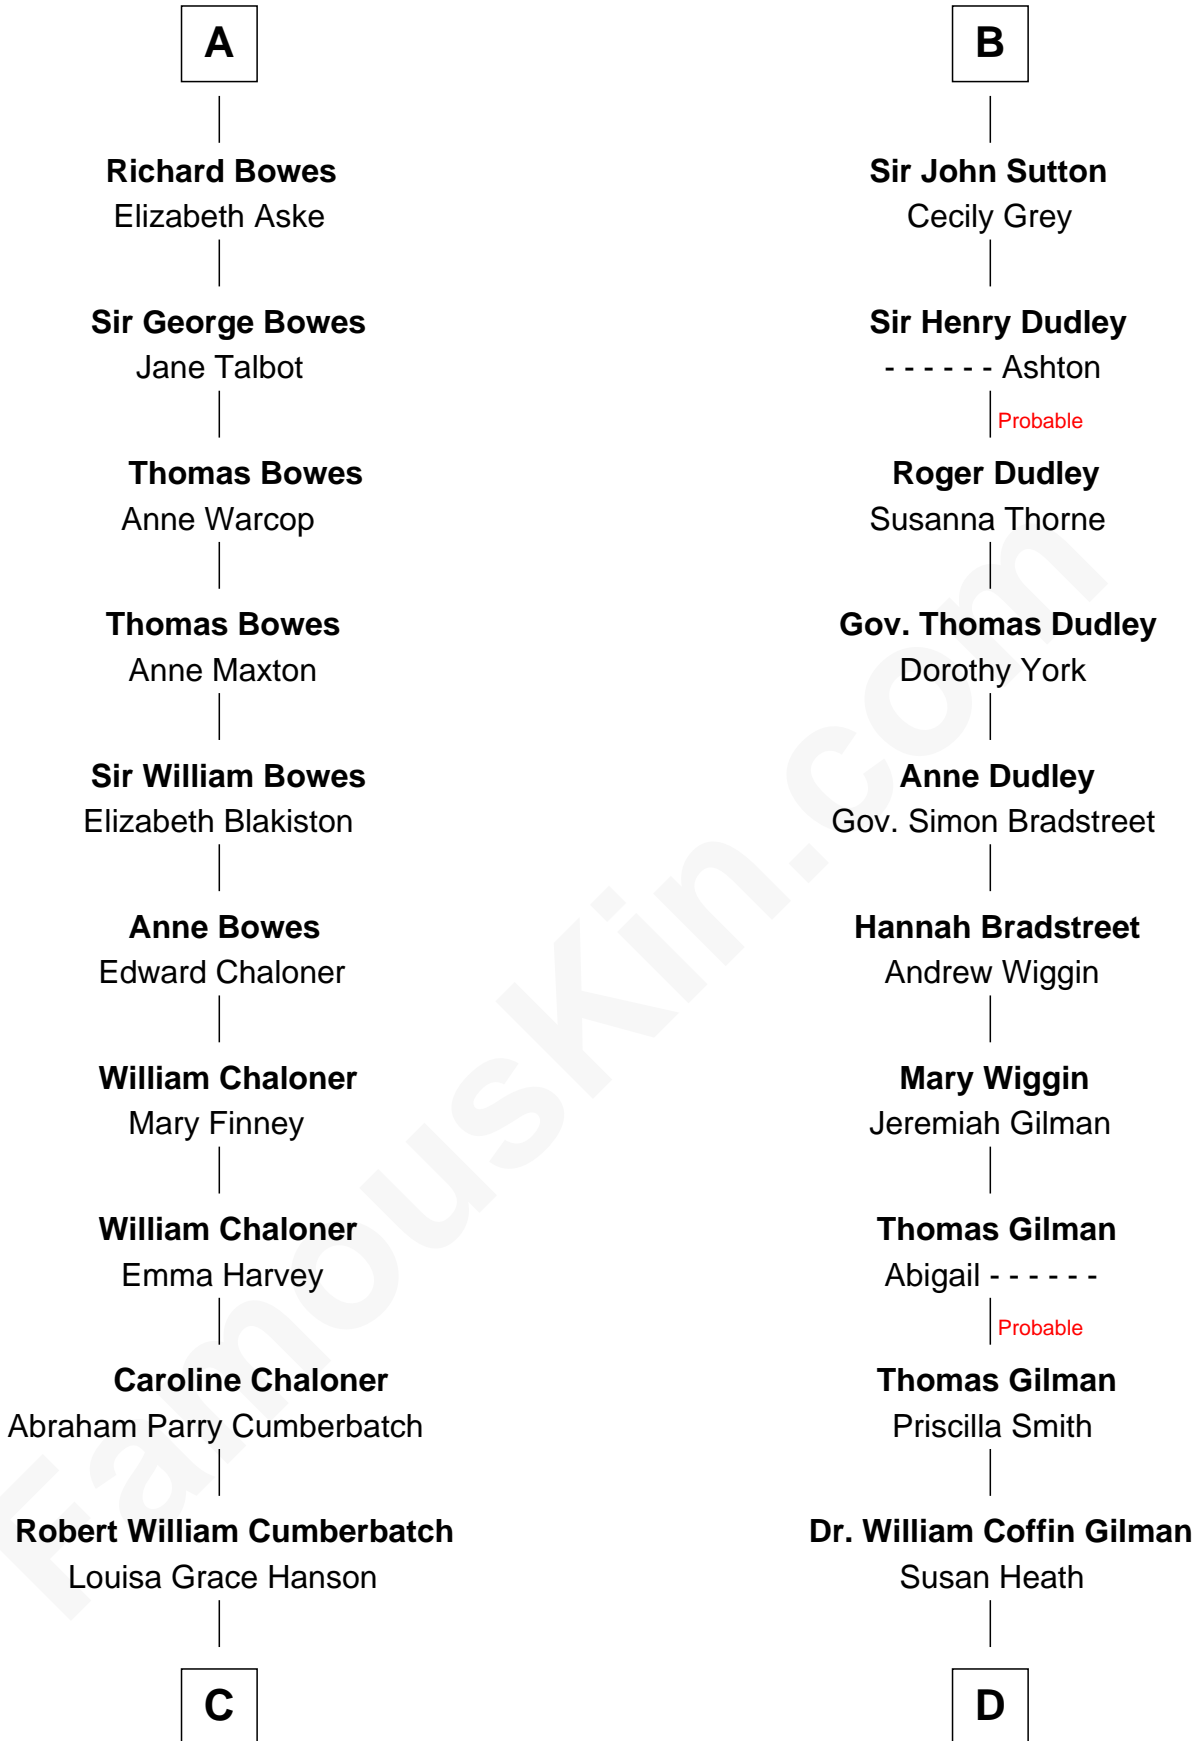 A
Richard Bowes
Elizabeth Aske
Sir George Bowes
Jane Talbot
Thomas Bowes
Anne Warcop
Thomas Bowes
Anne Maxton
Sir William Bowes
Elizabeth Blakiston
Anne Bowes
Edward Chaloner
William Chaloner
Mary Finney
William Chaloner
Emma Harvey
Caroline Chaloner
Abraham Parry Cumberbatch
Robert William Cumberbatch
Louisa Grace Hanson
C
B
Sir John Sutton
Cecily Grey
Sir Henry Dudley
- - - - - - Ashton
Probable
Roger Dudley
Susanna Thorne
Gov. Thomas Dudley
Dorothy York
Anne Dudley
Gov. Simon Bradstreet
Hannah Bradstreet
Andrew Wiggin
Mary Wiggin
Jeremiah Gilman
Thomas Gilman
Abigail - - - - - -
Probable
Thomas Gilman
Priscilla Smith
Dr. William Coffin Gilman
Susan Heath
D
FamousKin.com